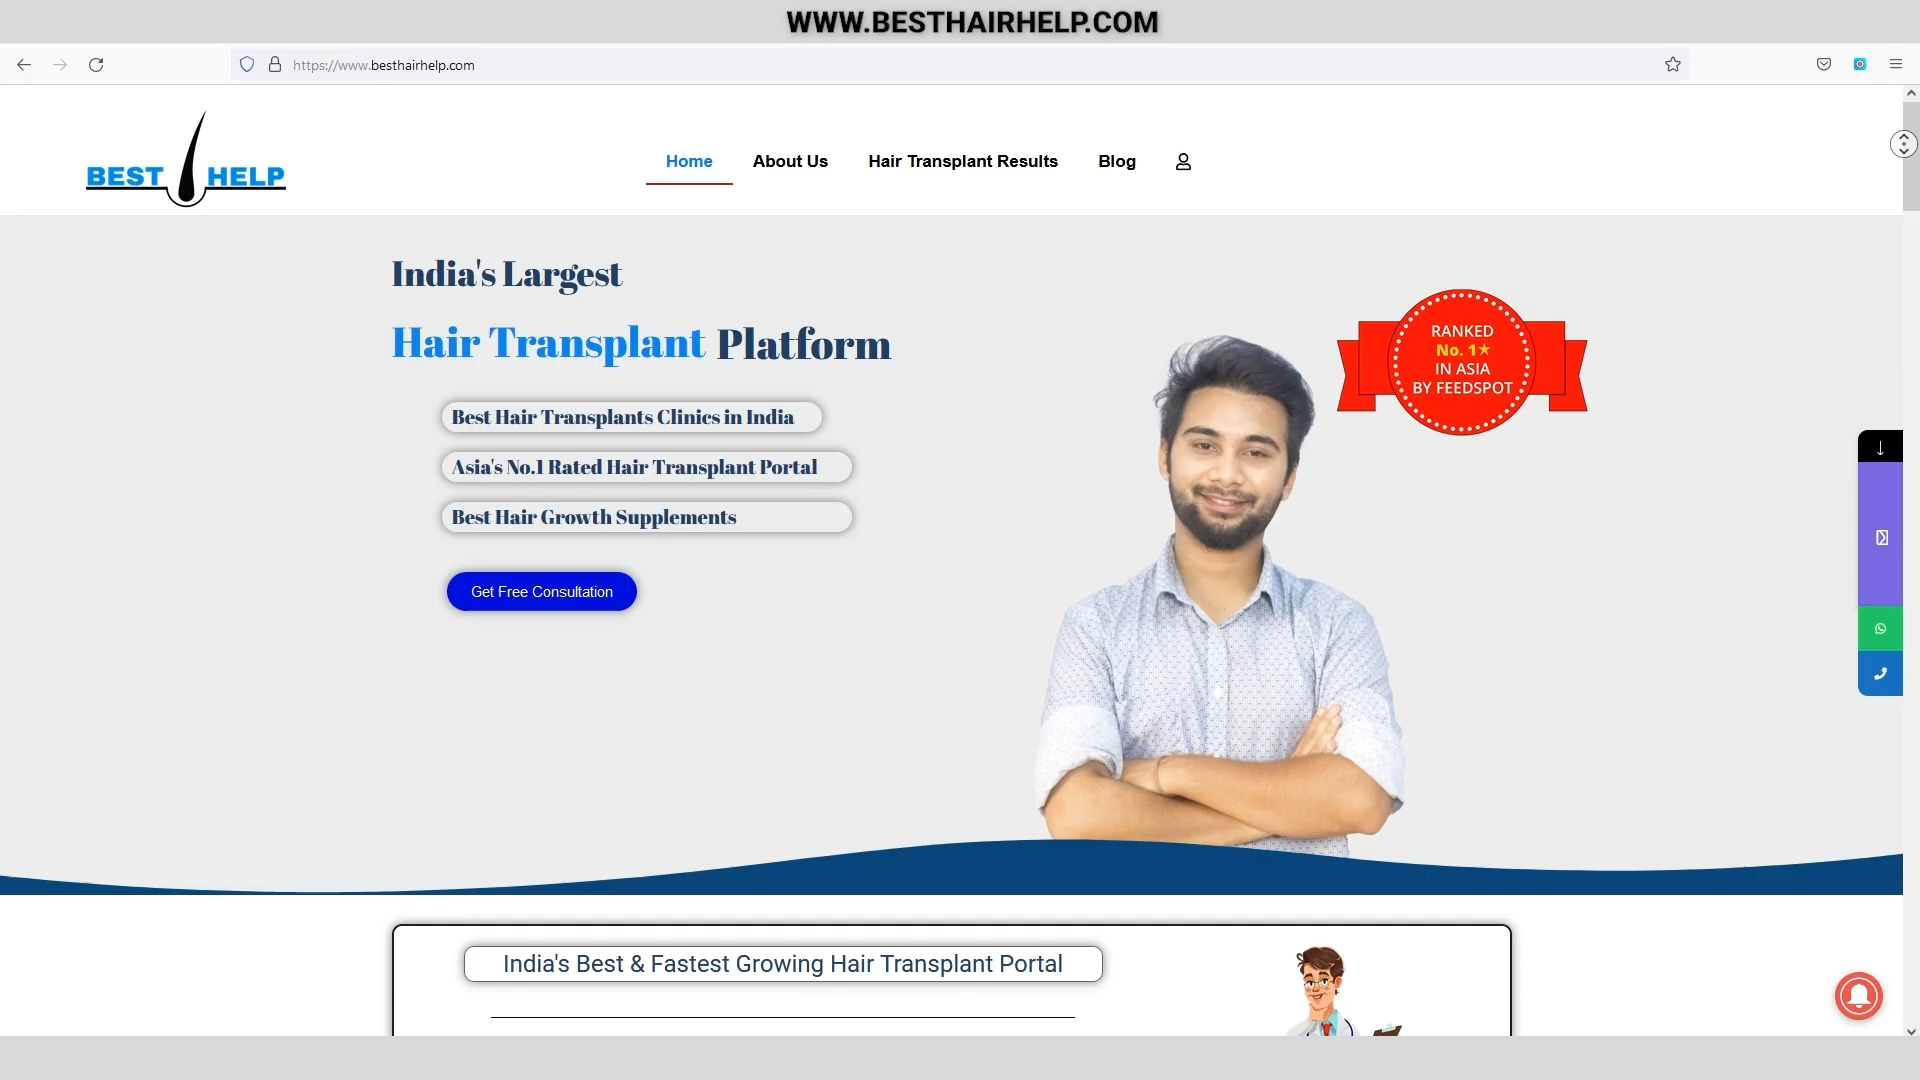 WWW.BESTHAIRHELP.COM
https://www.besthairhelp.com
BEST HELP
Home About Us Hair Transplant Results Blog
India's Largest
Hair Transplant Platform
RANKED
No. 1★
IN ASIA
BY FEEDSPOT
Best Hair Transplants Clinics in India
Asia's No.1 Rated Hair Transplant Portal
Best Hair Growth Supplements
Get Free Consultation
India's Best & Fastest Growing Hair Transplant Portal